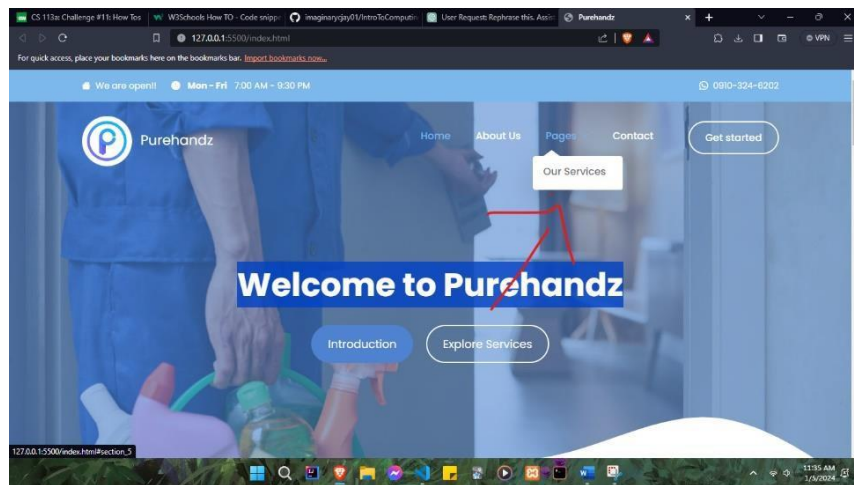 CS 113a: Challenge #11: How Tos
W3Schools How TO - Code snippe
imaginarycjay01/IntroToComputin
User Request: Rephrase this. Assis
Purehandz
127.0.0.1:5500/index.html
VPN
For quick access, place your bookmarks here on the bookmarks bar. Import bookmarks now...
We are open!!
Mon - Fri 7:00 AM - 9:30 PM
0910-324-6202
Purehandz
Home
About Us
Pages
Contact
Get started
Our Services
Welcome to Purehandz
Introduction
Explore Services
127.0.0.1:5500/index.html#section_5
11:35 AM
1/5/2024